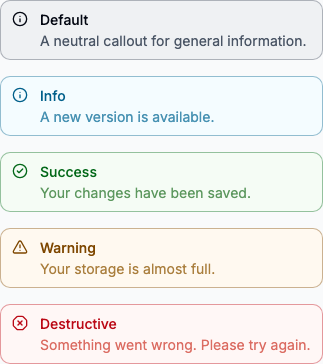 Default
A neutral callout for general information.
Info
A new version is available.
Success
Your changes have been saved.
Warning
Your storage is almost full.
Destructive
Something went wrong. Please try again.